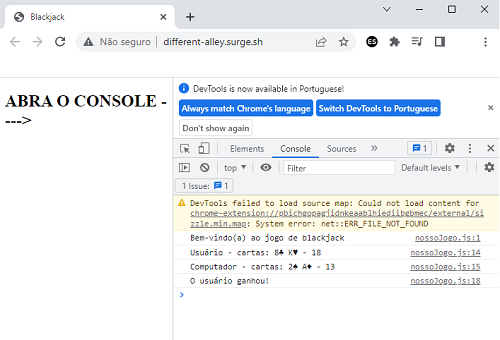 Blackjack
Não seguro | different-alley.surge.sh
ES
ABRA O CONSOLE -
---->
DevTools is now available in Portuguese!
Always match Chrome's language Switch DevTools to Portuguese
Don't show again
Elements Console Sources » 1
top Filter Default levels
1 Issue: 1
DevTools failed to load source map: Could not load content for
chrome-extension://pbichgopagjidnkeaablhiediibgbmec/external/si
zzle.min.map: System error: net::ERR_FILE_NOT_FOUND
Bem-vindo(a) ao jogo de blackjack nossoJogo.js:1
Usuário - cartas: 8♣ K♥ - 18 nossoJogo.js:14
Computador - cartas: 2♠ A♦ - 13 nossoJogo.js:15
O usuário ganhou! nossoJogo.js:18